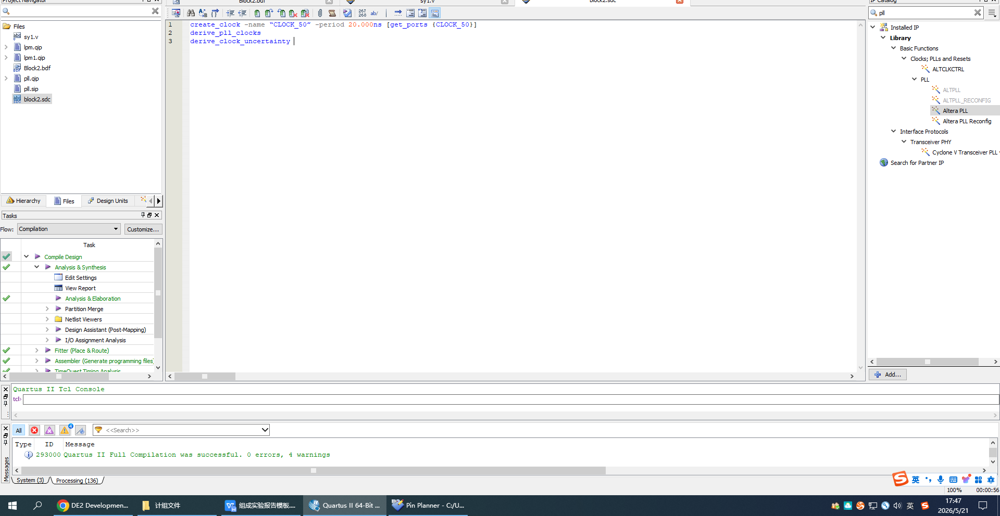 Project Navigator
Block2.bdf
sy1.v
block2.sdc
IP Catalog
pll
Files
sy1.v
lpm.qip
lpm1.qip
Block2.bdf
pll.qip
pll.sip
block2.sdc
267
268
ab/
1 create_clock -name “CLOCK_50” -period 20.000ns [get_ports {CLOCK_50}]
2 derive_pll_clocks
3 derive_clock_uncertainty
Installed IP
Library
Basic Functions
Clocks; PLLs and Resets
ALTCLKCTRL
PLL
ALTPLL
ALTPLL_RECONFIG
Altera PLL
Altera PLL Reconfig
Interface Protocols
Transceiver PHY
Cyclone V Transceiver PLL
Search for Partner IP
Add...
Hierarchy Files Design Units
Tasks
Flow: Compilation Customize...
Task
Compile Design
Analysis & Synthesis
Edit Settings
View Report
Analysis & Elaboration
Partition Merge
Netlist Viewers
Design Assistant (Post-Mapping)
I/O Assignment Analysis
Fitter (Place & Route)
Assembler (Generate programming files)
TimeQuest Timing Analysis
Quartus II Tcl Console
tcl>
All 4 <<Search>>
Type ID Message
293000 Quartus II Full Compilation was successful. 0 errors, 4 warnings
Messages
System (3) Processing (136)
英
100% 00:00:56
DE2 Developmen...
计组文件
组成实验报告模板....
Quartus II 64-Bit ...
Pin Planner - C:/U...
英
17:47
2026/5/21